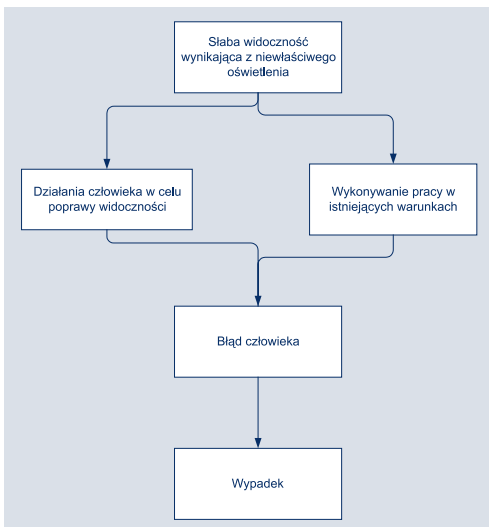 Słaba widoczność
wynikająca z niewłaściwego
oświetlenia
Działania człowieka w celu
poprawy widoczności
Wykonywanie pracy w
istniejących warunkach
Błąd człowieka
Wypadek